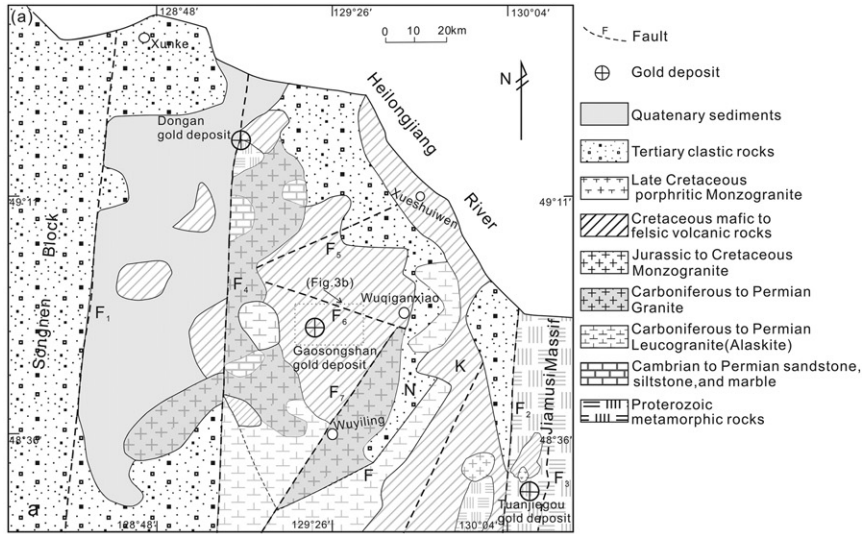 (a)
128°48′
129°26′
130°04′
Xunke
0 10 20km
N
Heilongjiang
River
Dongan
gold deposit
49°11′
49°11′
Xueshuiwen
Songnen
Block
F1
F4
F5
(Fig.3b)
F6
Wuqiganxiao
Gaosongshan
gold deposit
F7
N
K
F2
Jiamusi Massif
48°36′
48°36′
Wuyiling
F
F3
Tuanjiegou
gold deposit
a
128°48′
129°26′
130°04′
F
Fault
Gold deposit
Quatenary sediments
Tertiary clastic rocks
Late Cretaceous
porphritic Monzogranite
Cretaceous mafic to
felsic volcanic rocks
Jurassic to Cretaceous
Monzogranite
Carboniferous to Permian
Granite
Carboniferous to Permian
Leucogranite(Alaskite)
Cambrian to Permian sandstone,
siltstone,and marble
Proterozoic
metamorphic rocks